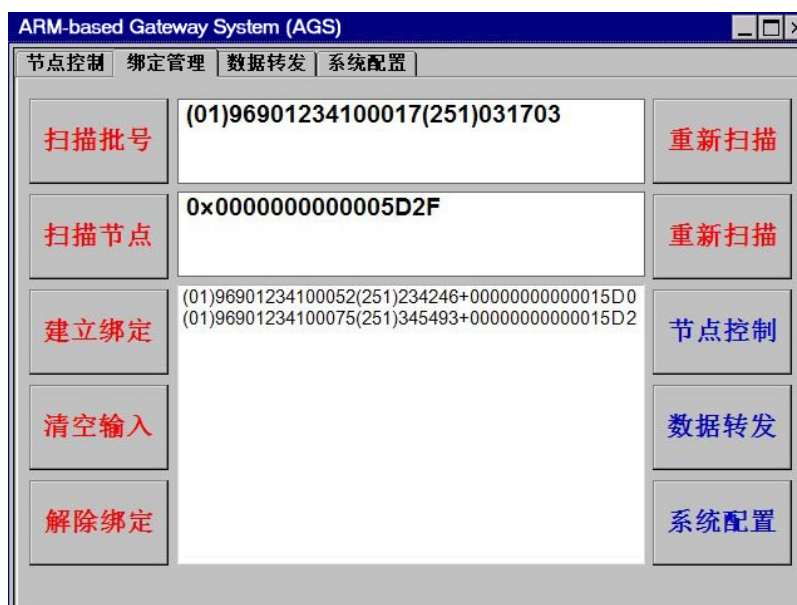 ARM-based Gateway System (AGS)
节点控制 绑定管理 数据转发 系统配置
扫描批号
(01)96901234100017(251)031703
重新扫描
扫描节点
0×0000000000005D2F
重新扫描
建立绑定
(01)96901234100052(251)234246+00000000000015D0
(01)96901234100075(251)345493+00000000000015D2
节点控制
清空输入
数据转发
解除绑定
系统配置